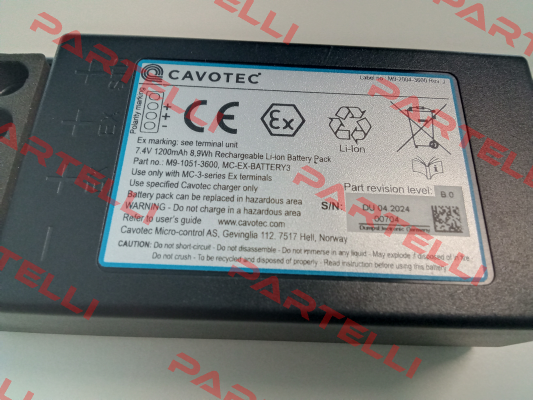 CAVOTEC
Label no.: M9-2004-3600 Rev. J
Polarity marking
CE
Ex
Li-Ion
Ex marking: see terminal unit
7.4V 1200mAh 8,9Wh Rechargeable Li-Ion Battery Pack
Part no.: M9-1051-3600, MC-EX-BATTERY3
Use only with MC-3-series Ex terminals
Use specified Cavotec charger only
Battery pack can be replaced in hazardous area
WARNING - Do not charge in hazardous area
Refer to user's guide www.cavotec.com
Cavotec Micro-control AS, Gevinglia 112. 7517 Hell, Norway
Part revision level: B.0
S/N: DU 04 2024
00704
CAUTION: Do not short-circuit - Do not disassemble - Do not immerse in any liquid - May explode if disposed of in fire
Do not crush - To be recycled and disposed of properly - Read instruction before using this battery
PARTELLI
PARTELLI
PARTELLI
PARTELLI
PARTELLI